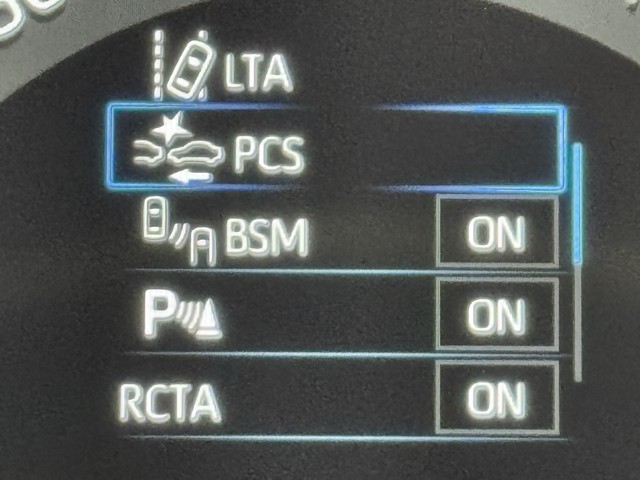 LTA
PCS
BSM ON
P ON
RCTA ON